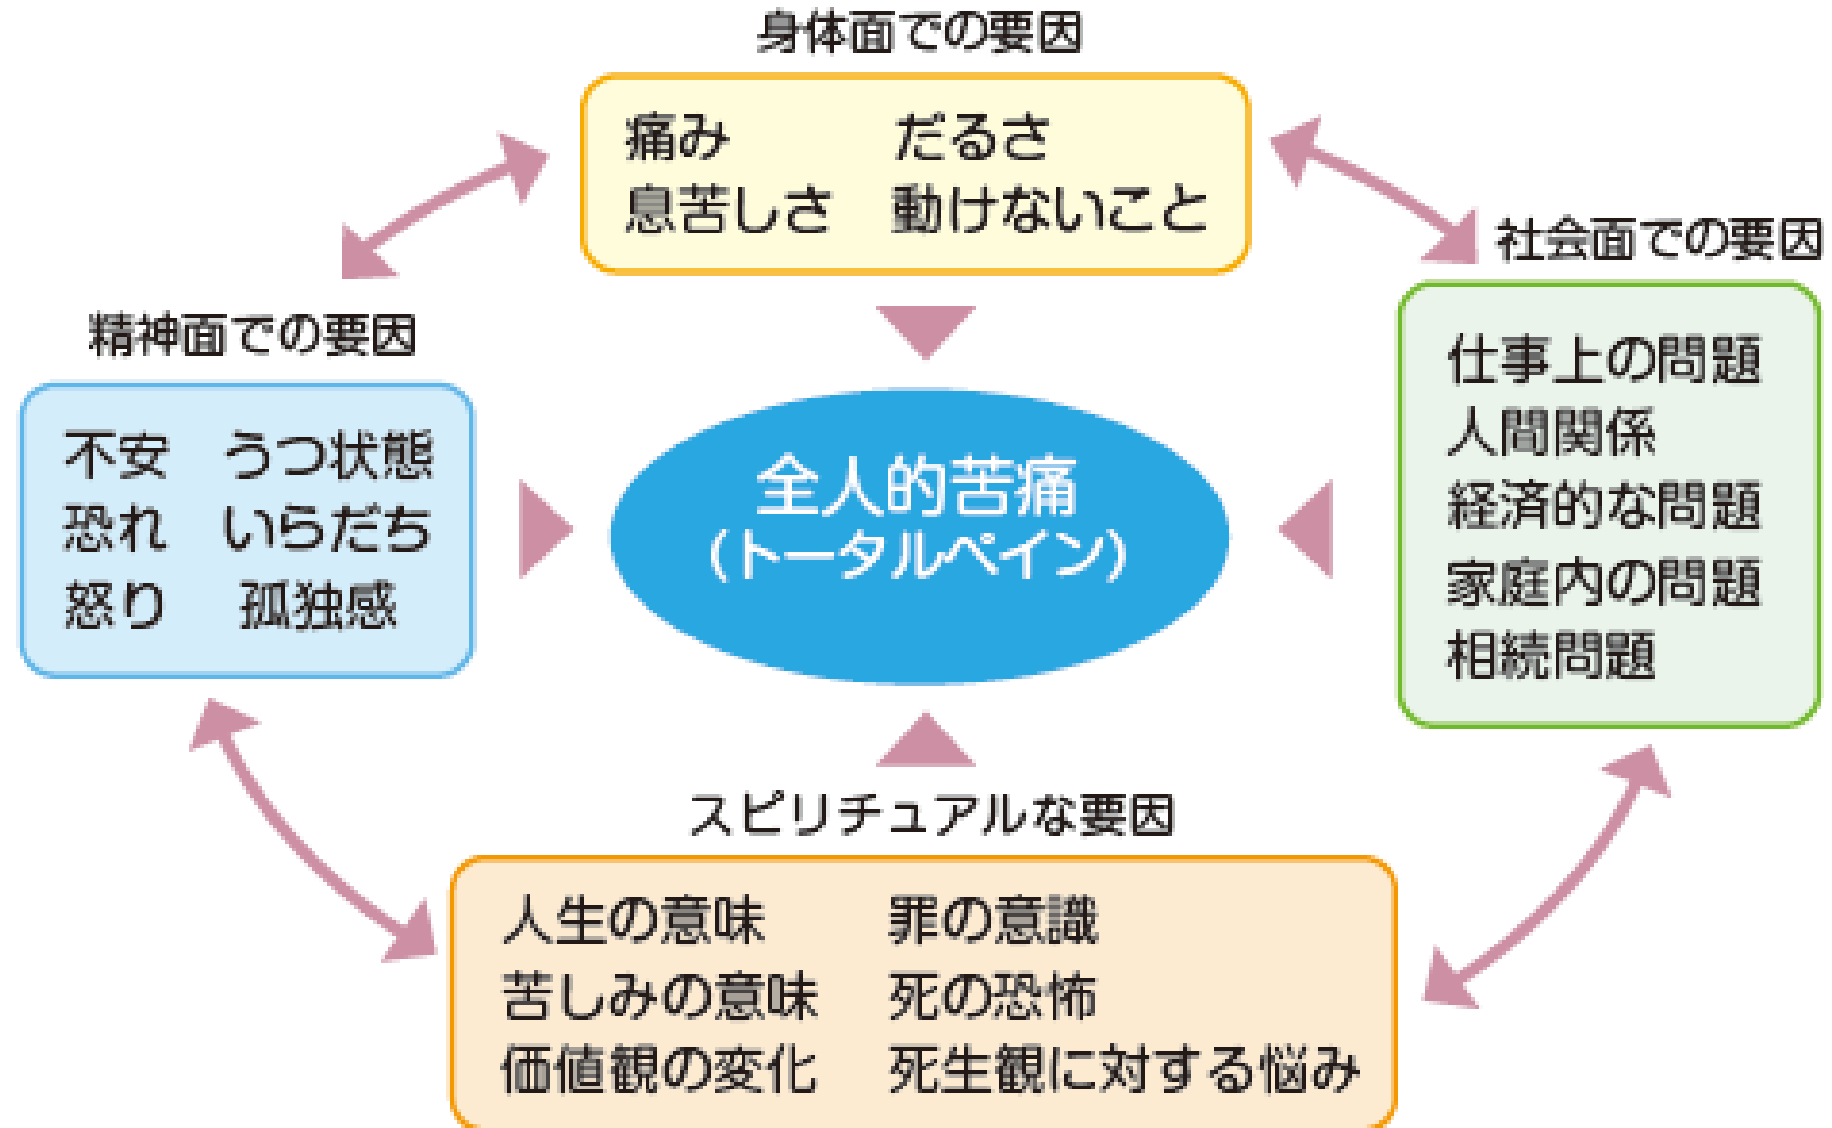 身体面での要因
痛み　だるさ
息苦しさ　動けないこと
社会面での要因
仕事上の問題
人間関係
経済的な問題
家庭内の問題
相続問題
精神面での要因
不安　うつ状態
恐れ　いらだち
怒り　孤独感
全人的苦痛
（トータルペイン）
スピリチュアルな要因
人生の意味　罪の意識
苦しみの意味　死の恐怖
価値観の変化　死生観に対する悩み